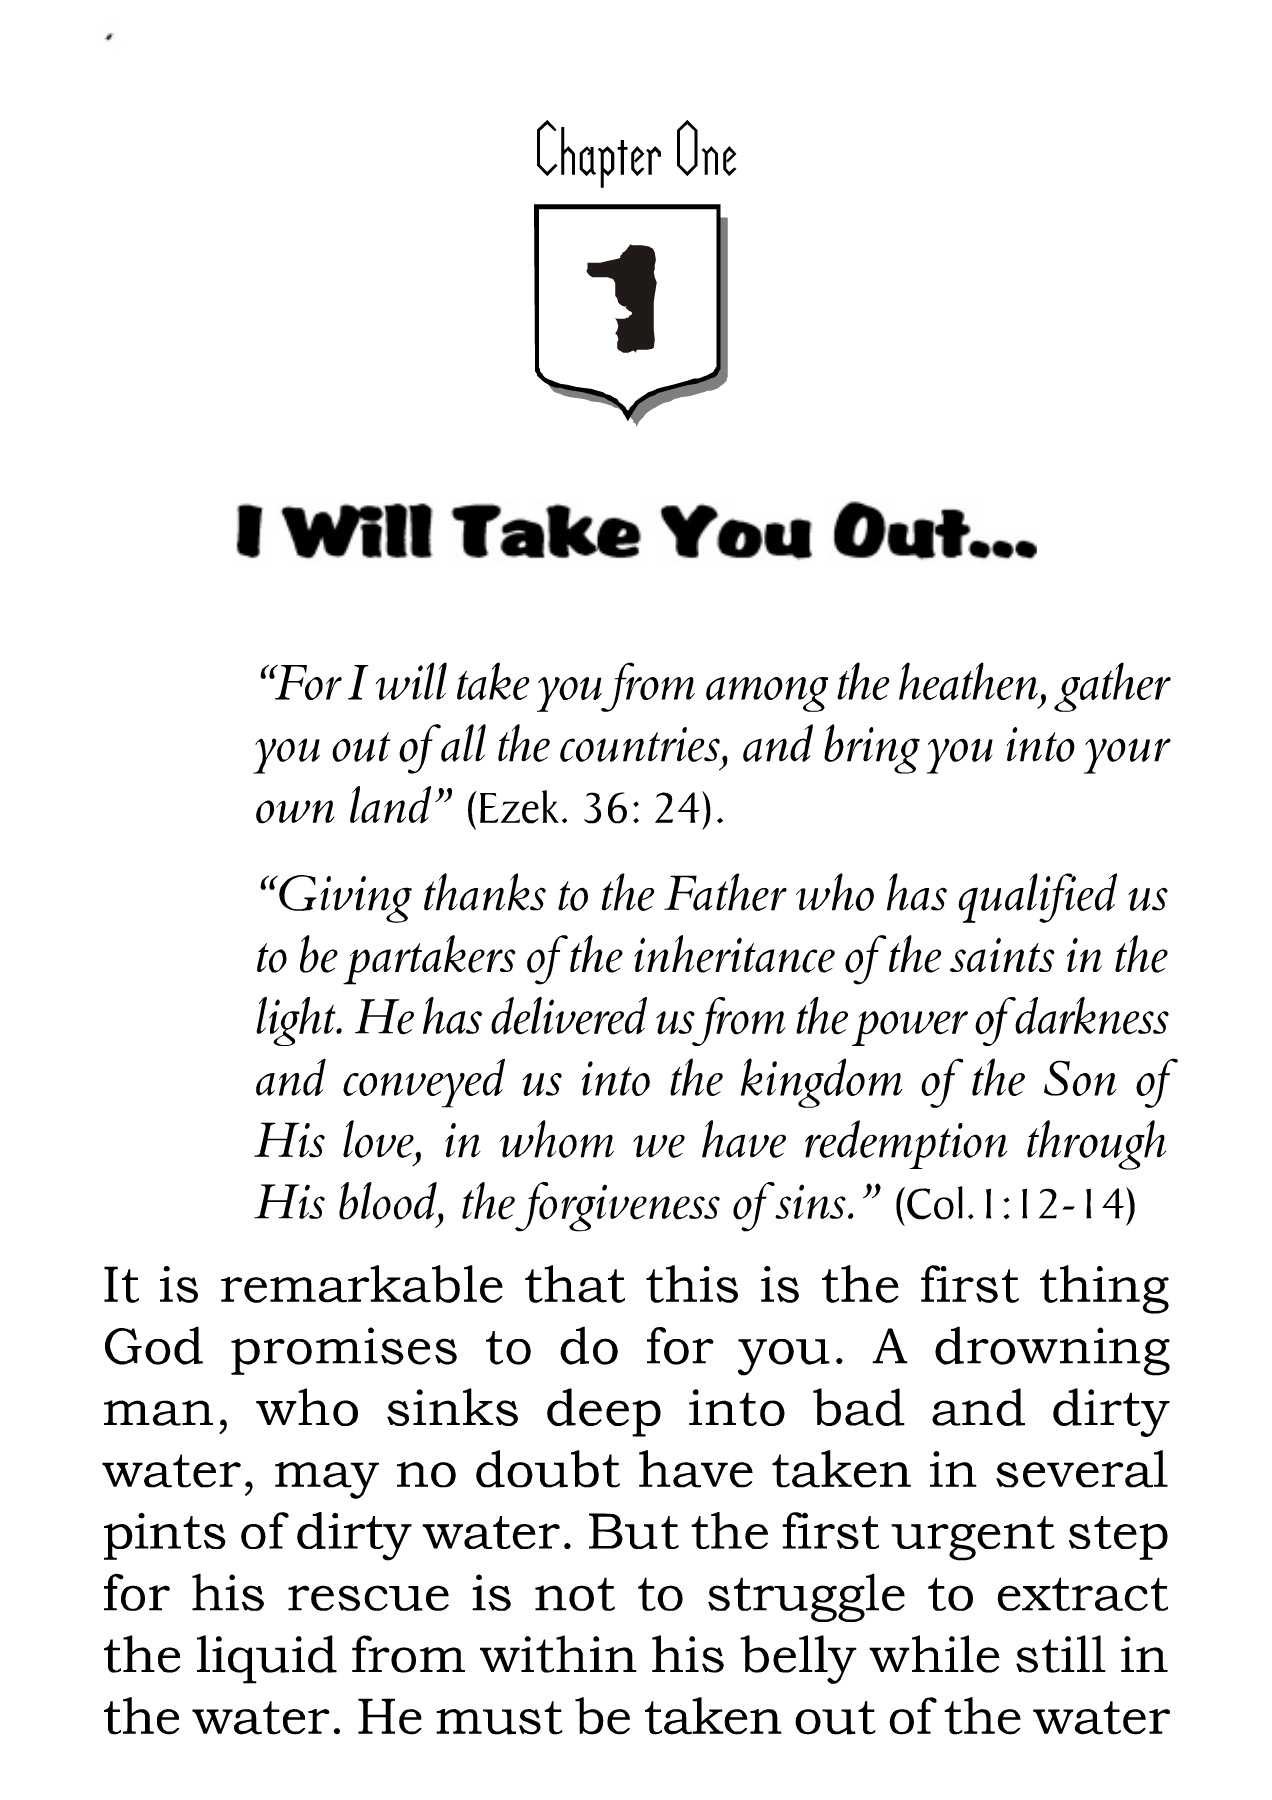 Chapter One
1
I Will Take You Out...
“For I will take you from among the heathen, gather
you out of all the countries, and bring you into your
own land” (Ezek. 36: 24).
“Giving thanks to the Father who has qualified us
to be partakers of the inheritance of the saints in the
light. He has delivered us from the power of darkness
and conveyed us into the kingdom of the Son of
His love, in whom we have redemption through
His blood, the forgiveness of sins.” (Col.1:12-14)
It is remarkable that this is the first thing
God promises to do for you. A drowning
man, who sinks deep into bad and dirty
water, may no doubt have taken in several
pints of dirty water. But the first urgent step
for his rescue is not to struggle to extract
the liquid from within his belly while still in
the water. He must be taken out of the water